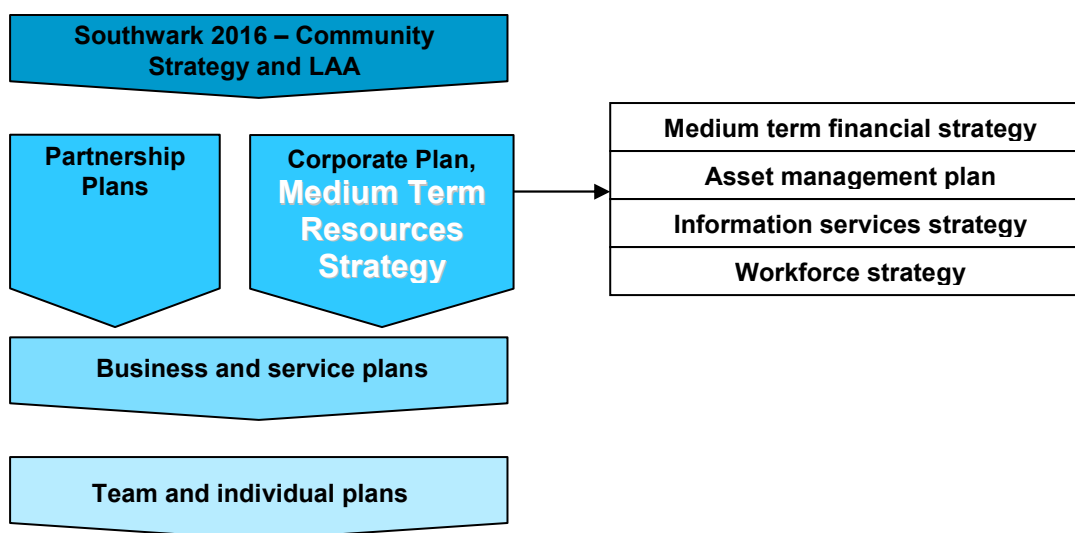 Southwark 2016 – Community
Strategy and LAA
Partnership
Plans
Corporate Plan,
Medium Term
Resources
Strategy
Medium term financial strategy
Asset management plan
Information services strategy
Workforce strategy
Business and service plans
Team and individual plans